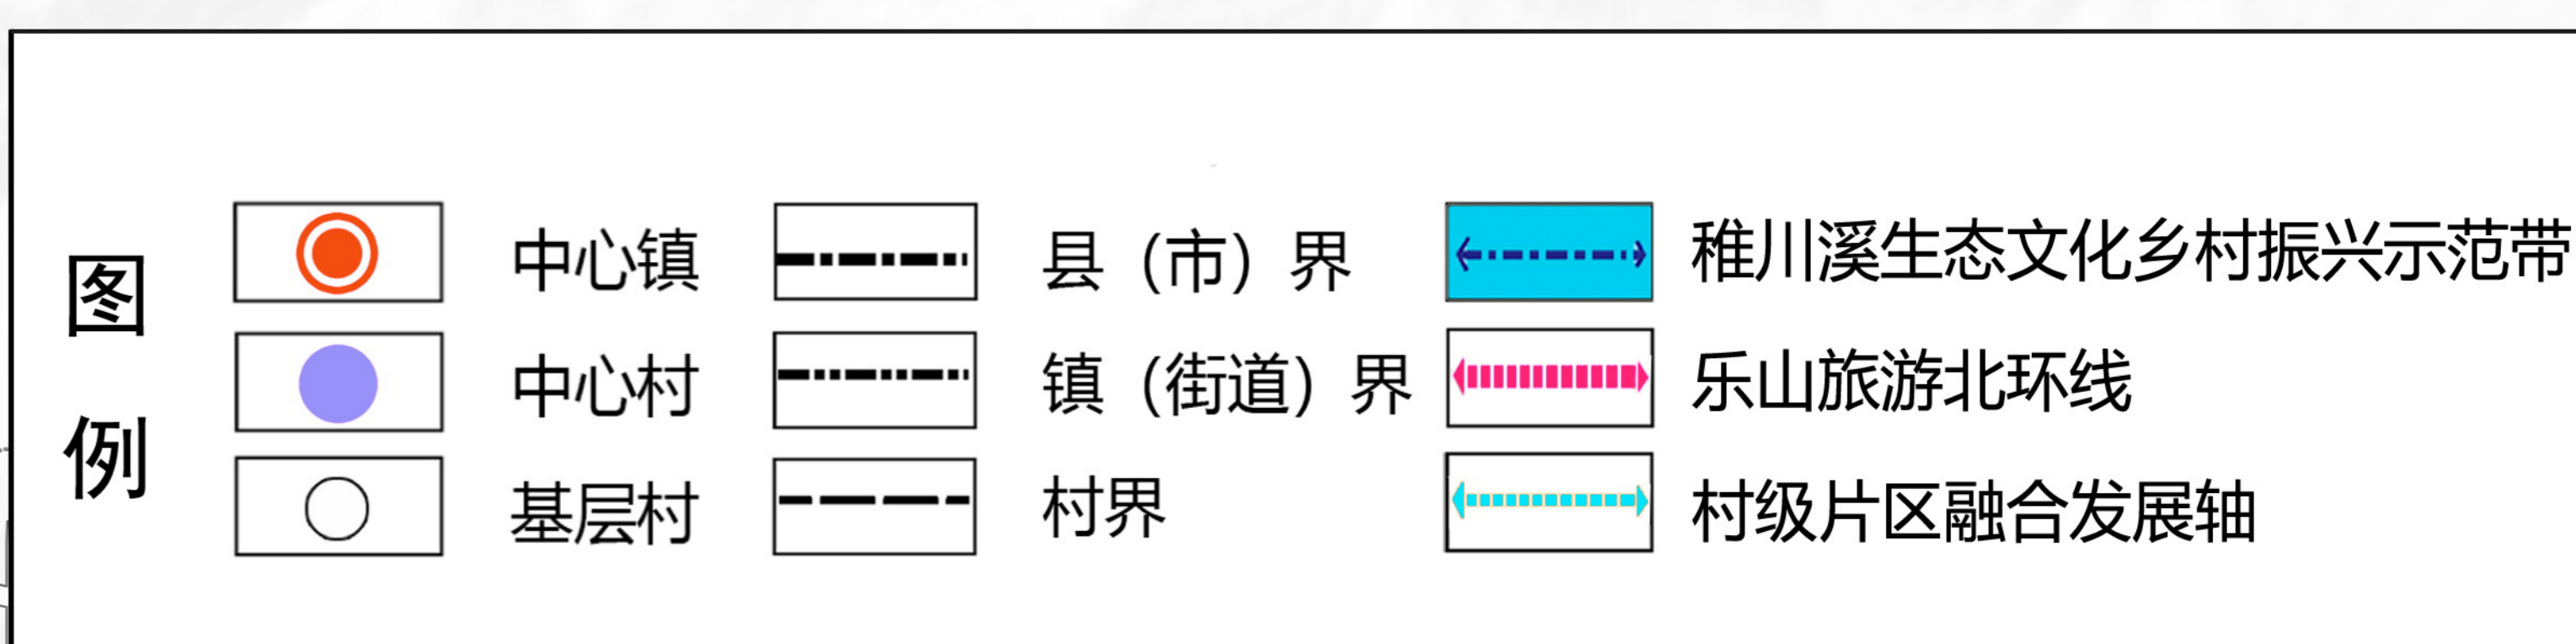 图例
中心镇
中心村
基层村
县（市）界
镇（街道）界
村界
稚川溪生态文化乡村振兴示范带
乐山旅游北环线
村级片区融合发展轴